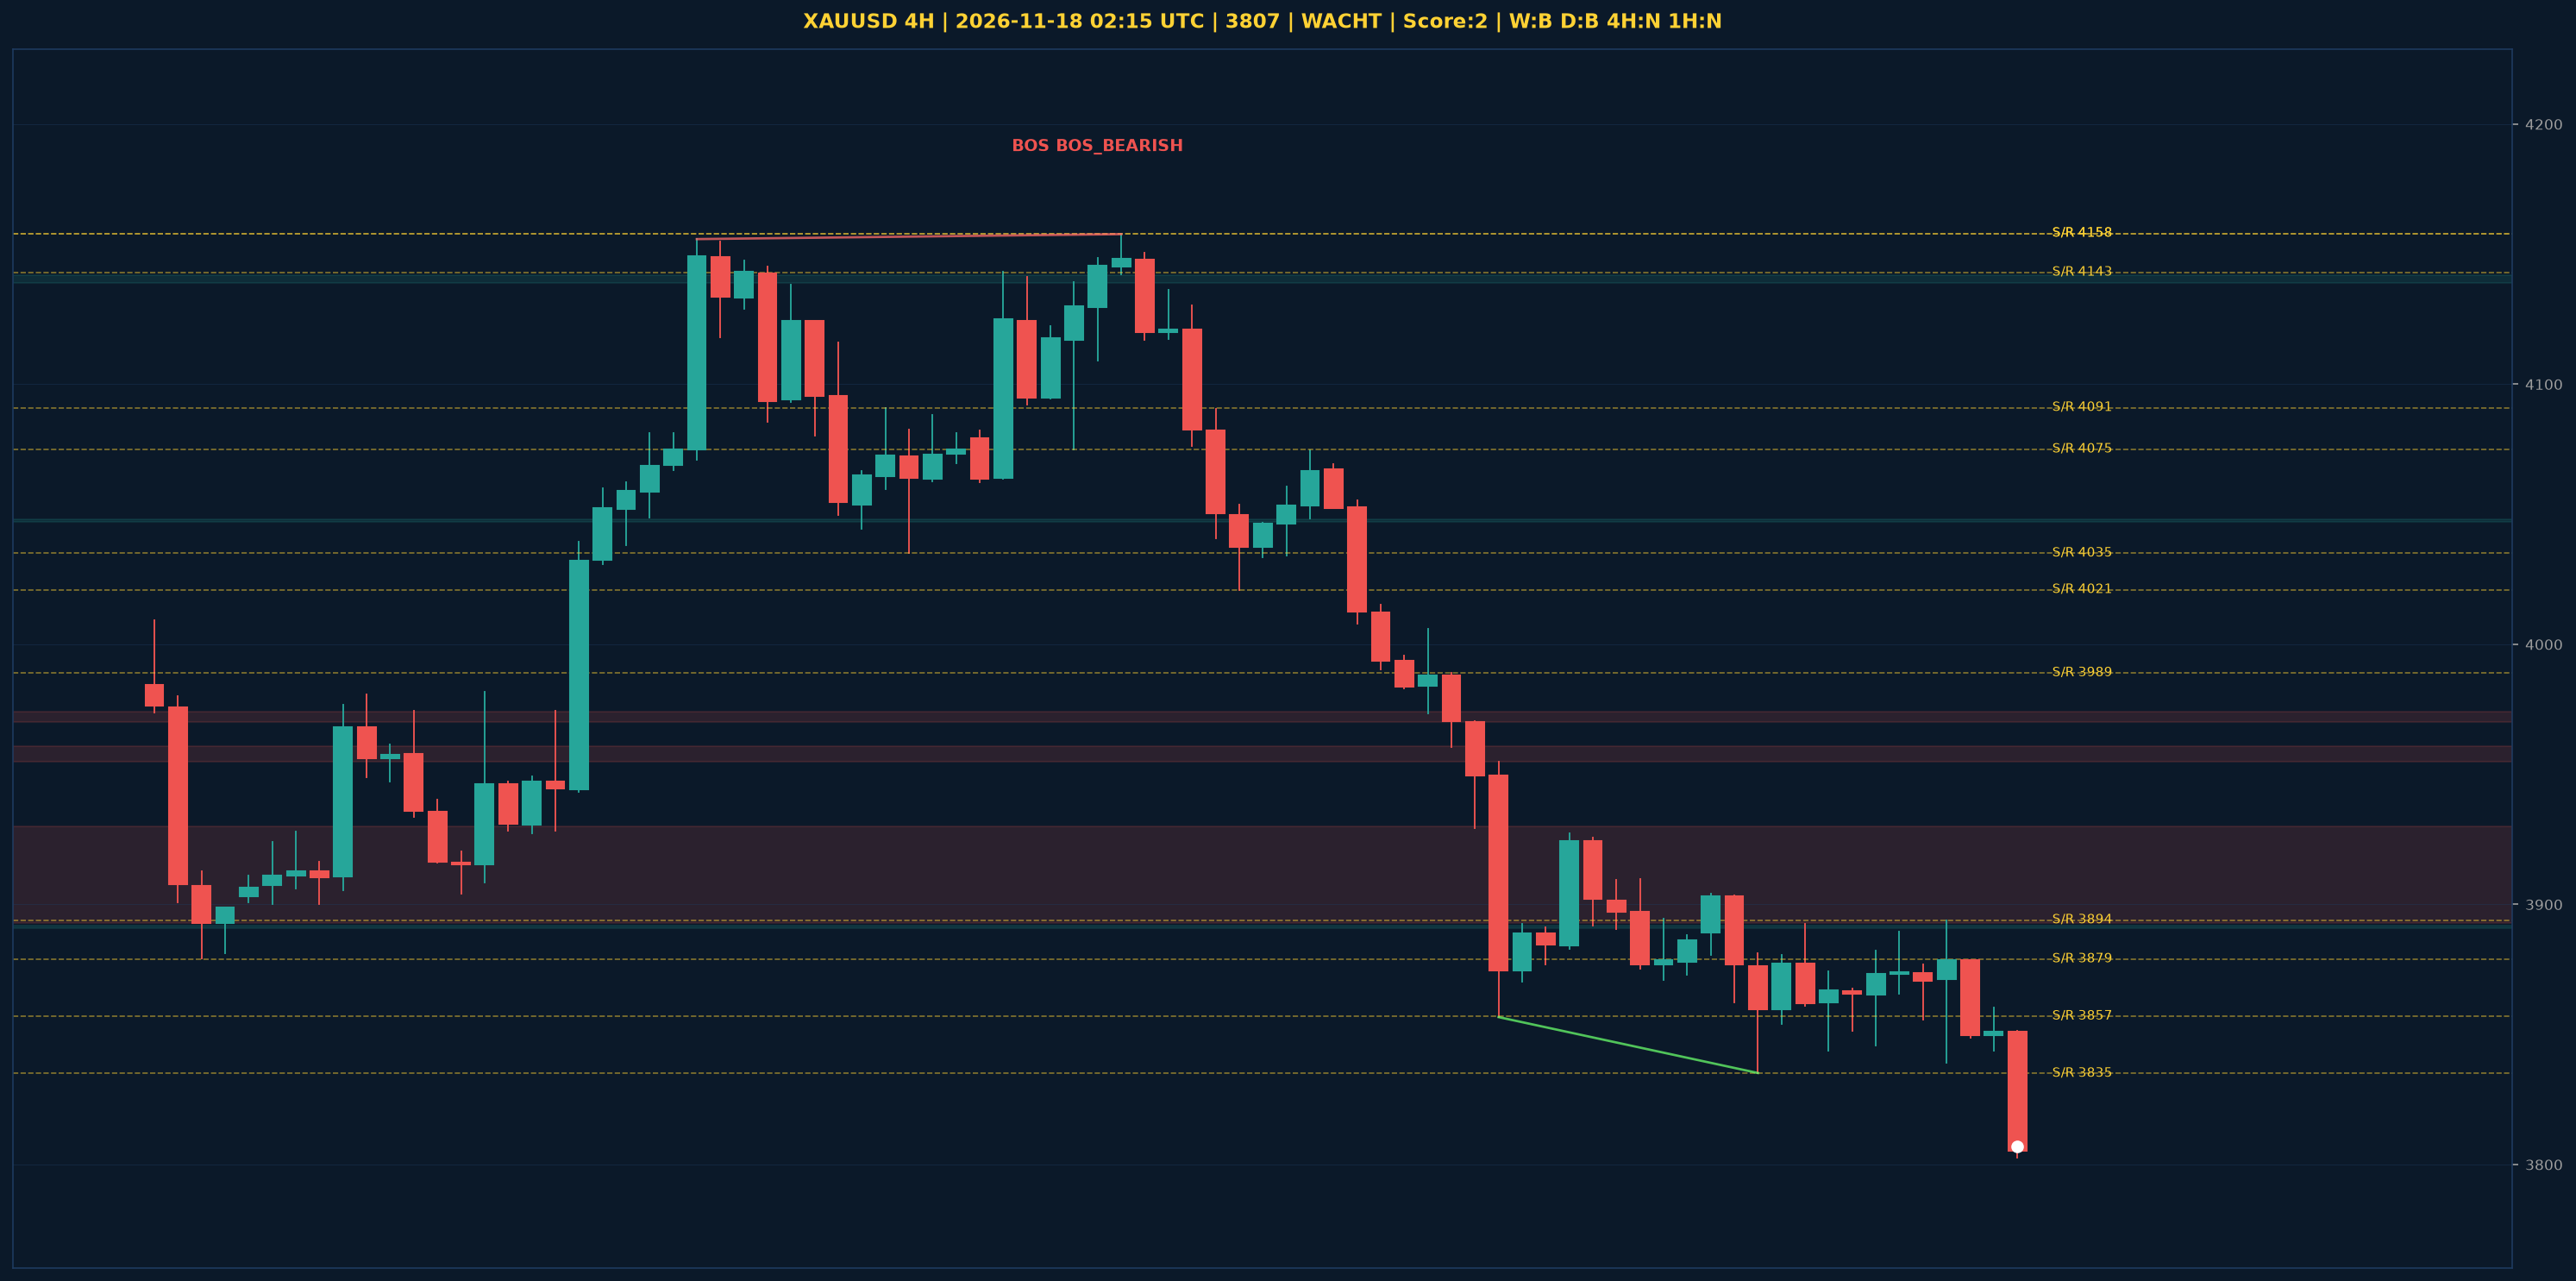 XAUUSD 4H | 2026-11-18 02:15 UTC | 3807 | WACHT | Score:2 | W:B D:B 4H:N 1H:N
4200
BOS BOS_BEARISH
S/R 4158
S/R 4143
4100
S/R 4091
S/R 4075
S/R 4035
S/R 4021
4000
S/R 3989
3900
S/R 3894
S/R 3879
S/R 3857
S/R 3835
3800